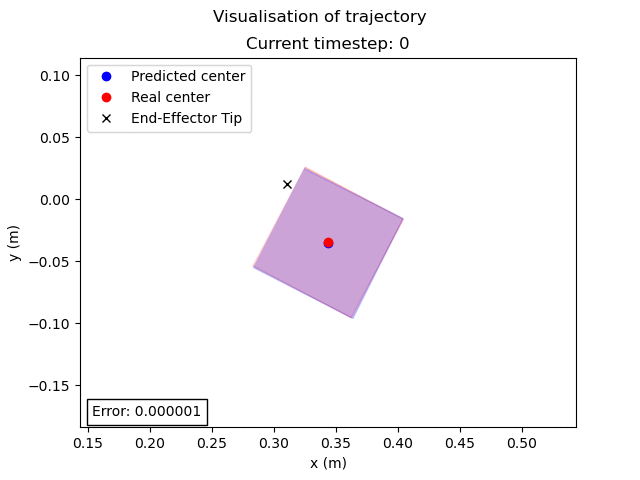 Visualisation of trajectory
Current timestep: 0
Predicted center
Real center
End-Effector Tip
0.10
0.05
0.00
−0.05
−0.10
−0.15
y (m)
Error: 0.000001
0.15 0.20 0.25 0.30 0.35 0.40 0.45 0.50
x (m)